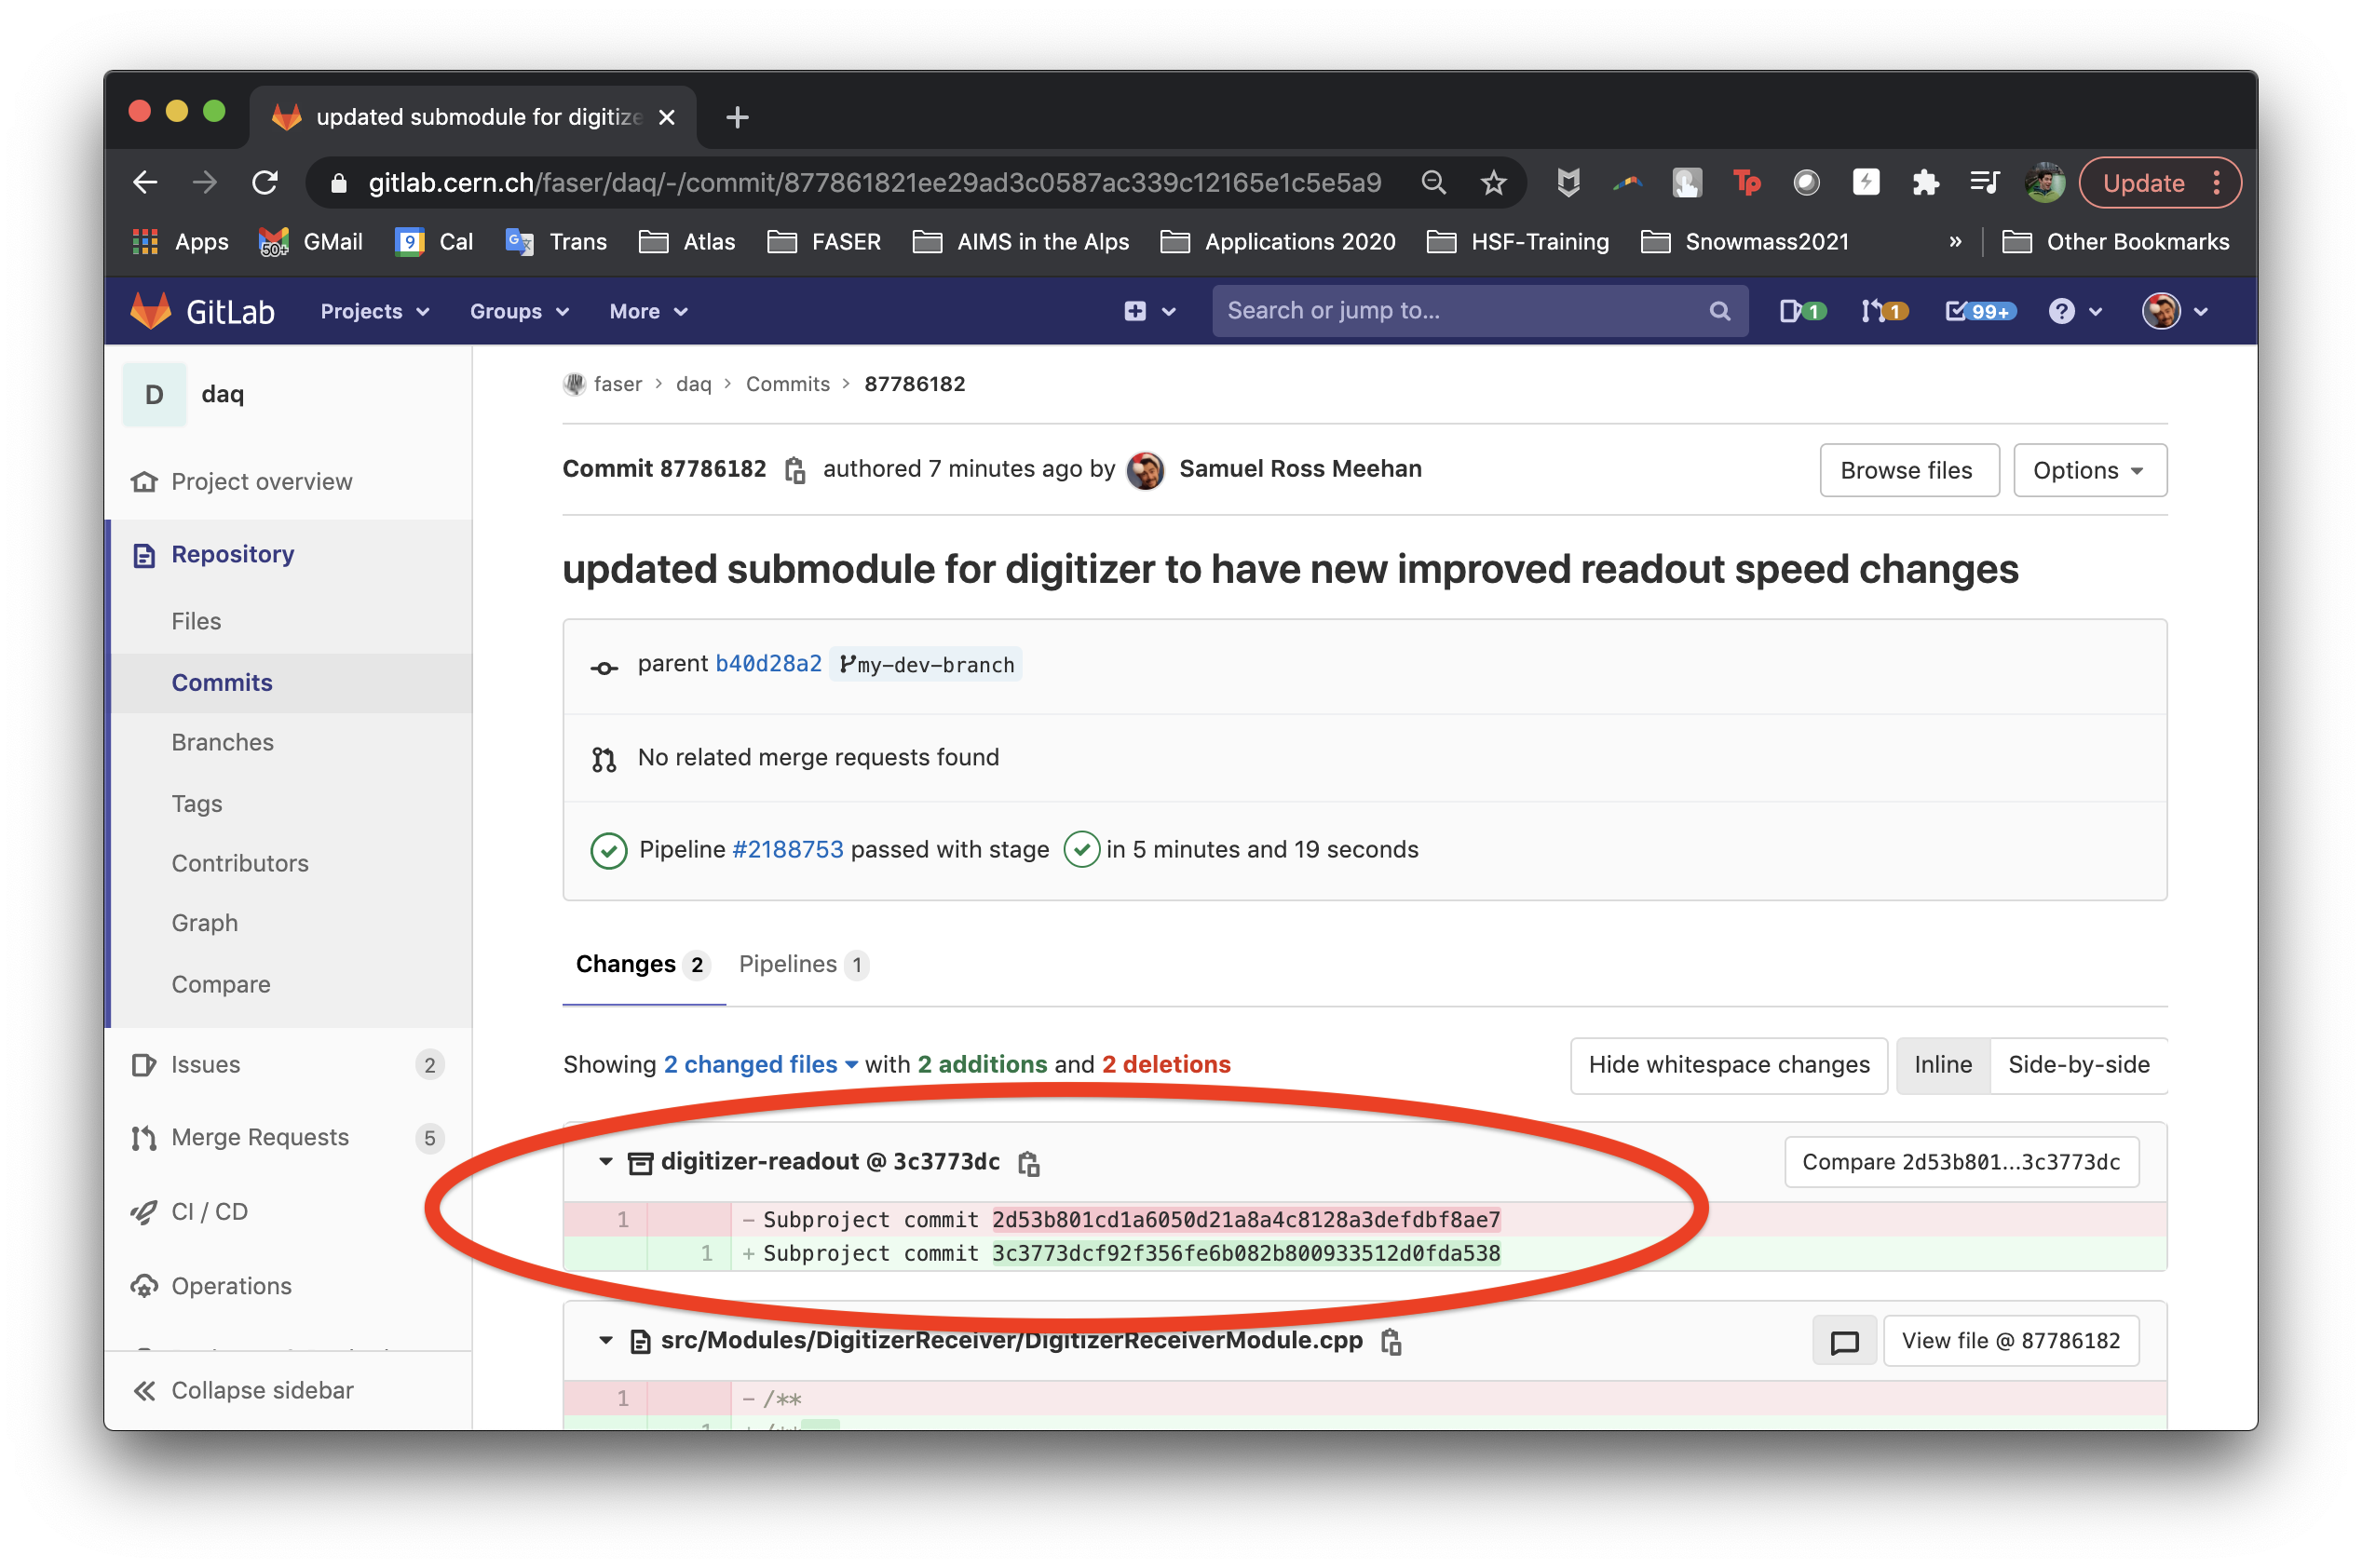 updated submodule for digitize
gitlab.cern.ch/faser/daq/-/commit/877861821ee29ad3c0587ac339c12165e1c5e5a9
Tp
Update
Apps
50+
GMail
9
Cal
G
Trans
Atlas
FASER
AIMS in the Alps
Applications 2020
HSF-Training
Snowmass2021
»
Other Bookmarks
GitLab
Projects
Groups
More
Search or jump to...
1
1
99+
?
D
daq
Project overview
Repository
Files
Commits
Branches
Tags
Contributors
Graph
Compare
Issues 2
Merge Requests 5
CI / CD
Operations
Collapse sidebar
faser > daq > Commits > 87786182
Commit 87786182 authored 7 minutes ago by Samuel Ross Meehan
Browse files
Options
updated submodule for digitizer to have new improved readout speed changes
parent b40d28a2 my-dev-branch
No related merge requests found
Pipeline #2188753 passed with stage in 5 minutes and 19 seconds
Changes 2 Pipelines 1
Showing 2 changed files with 2 additions and 2 deletions
Hide whitespace changes
Inline
Side-by-side
digitizer-readout @ 3c3773dc
Compare 2d53b801...3c3773dc
1 - Subproject commit 2d53b801cd1a6050d21a8a4c8128a3defdbf8ae7
1 + Subproject commit 3c3773dcf92f356fe6b082b800933512d0fda538
src/Modules/DigitizerReceiver/DigitizerReceiverModule.cpp
View file @ 87786182
1 - /**